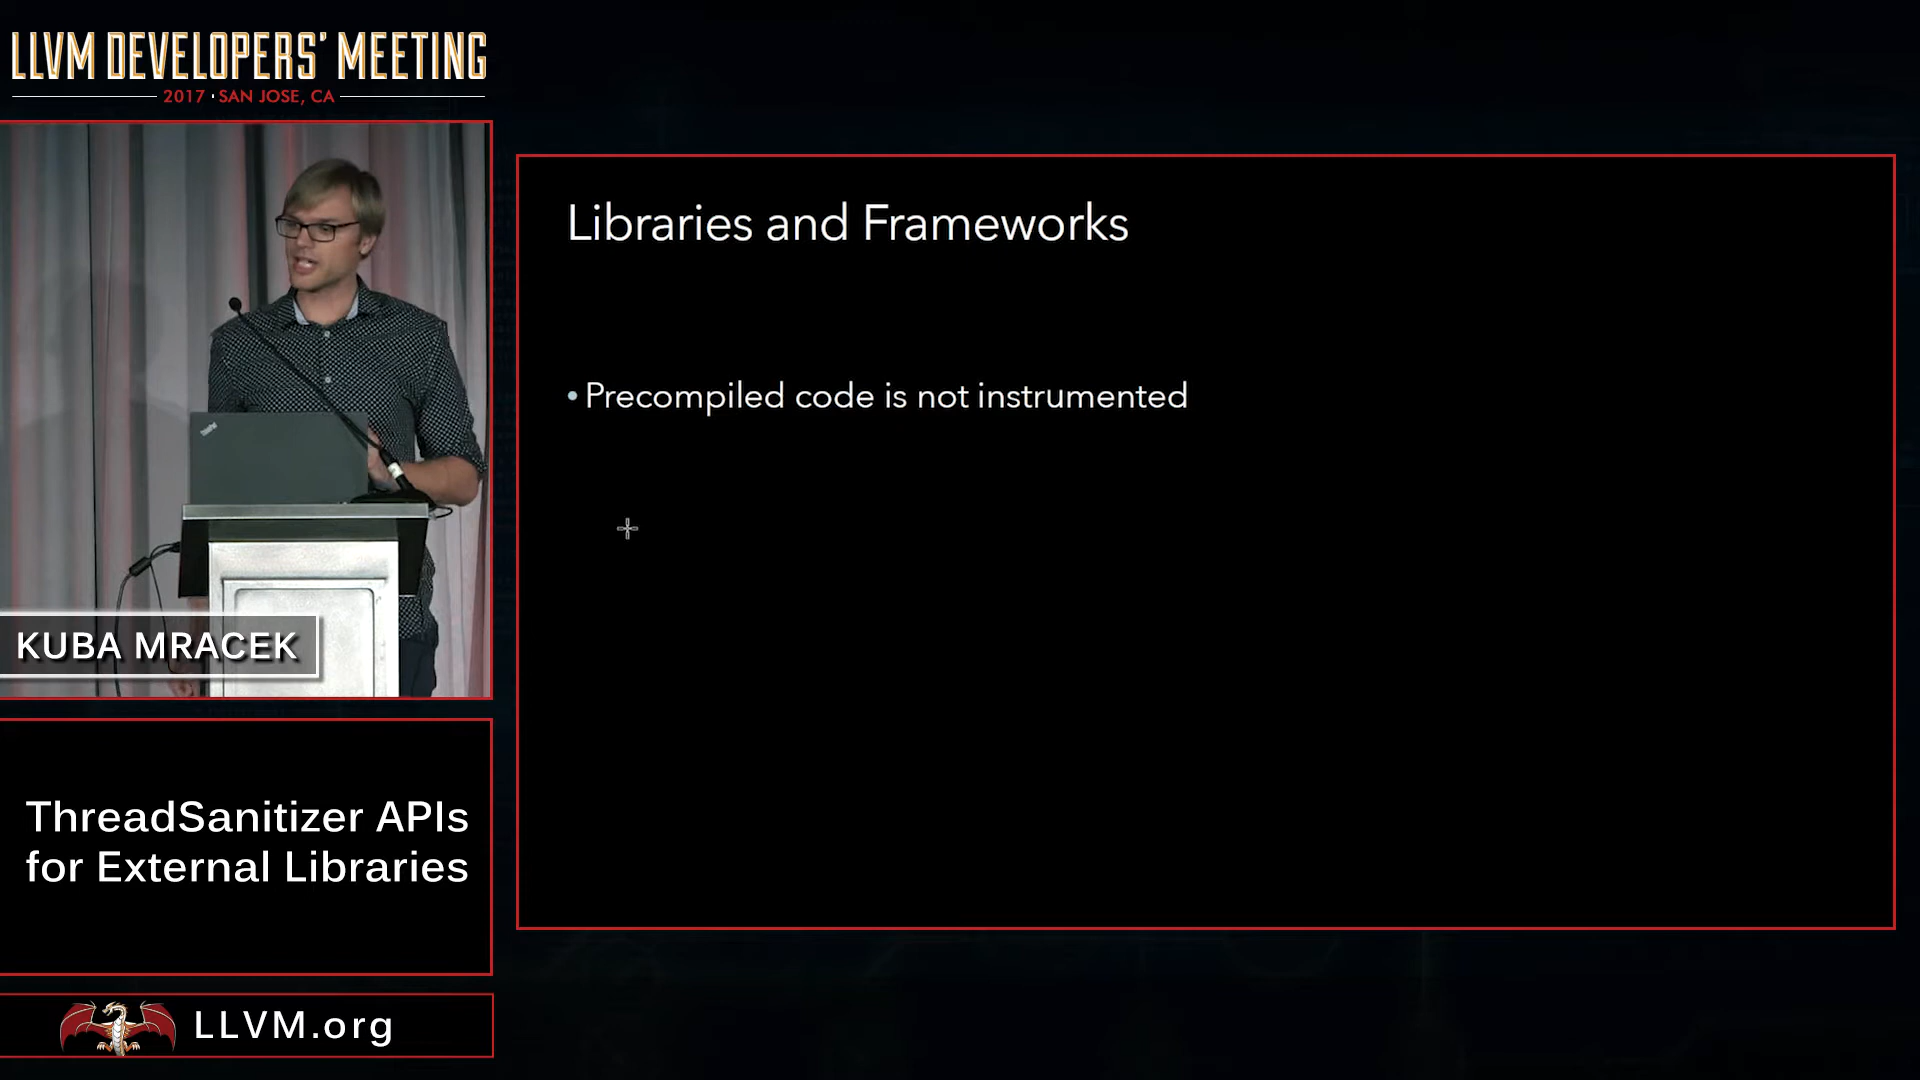 LLVM DEVELOPERS' MEETING
2017 · SAN JOSE, CA
Libraries and Frameworks
• Precompiled code is not instrumented
KUBA MRACEK
ThreadSanitizer APIs
for External Libraries
LLVM.org